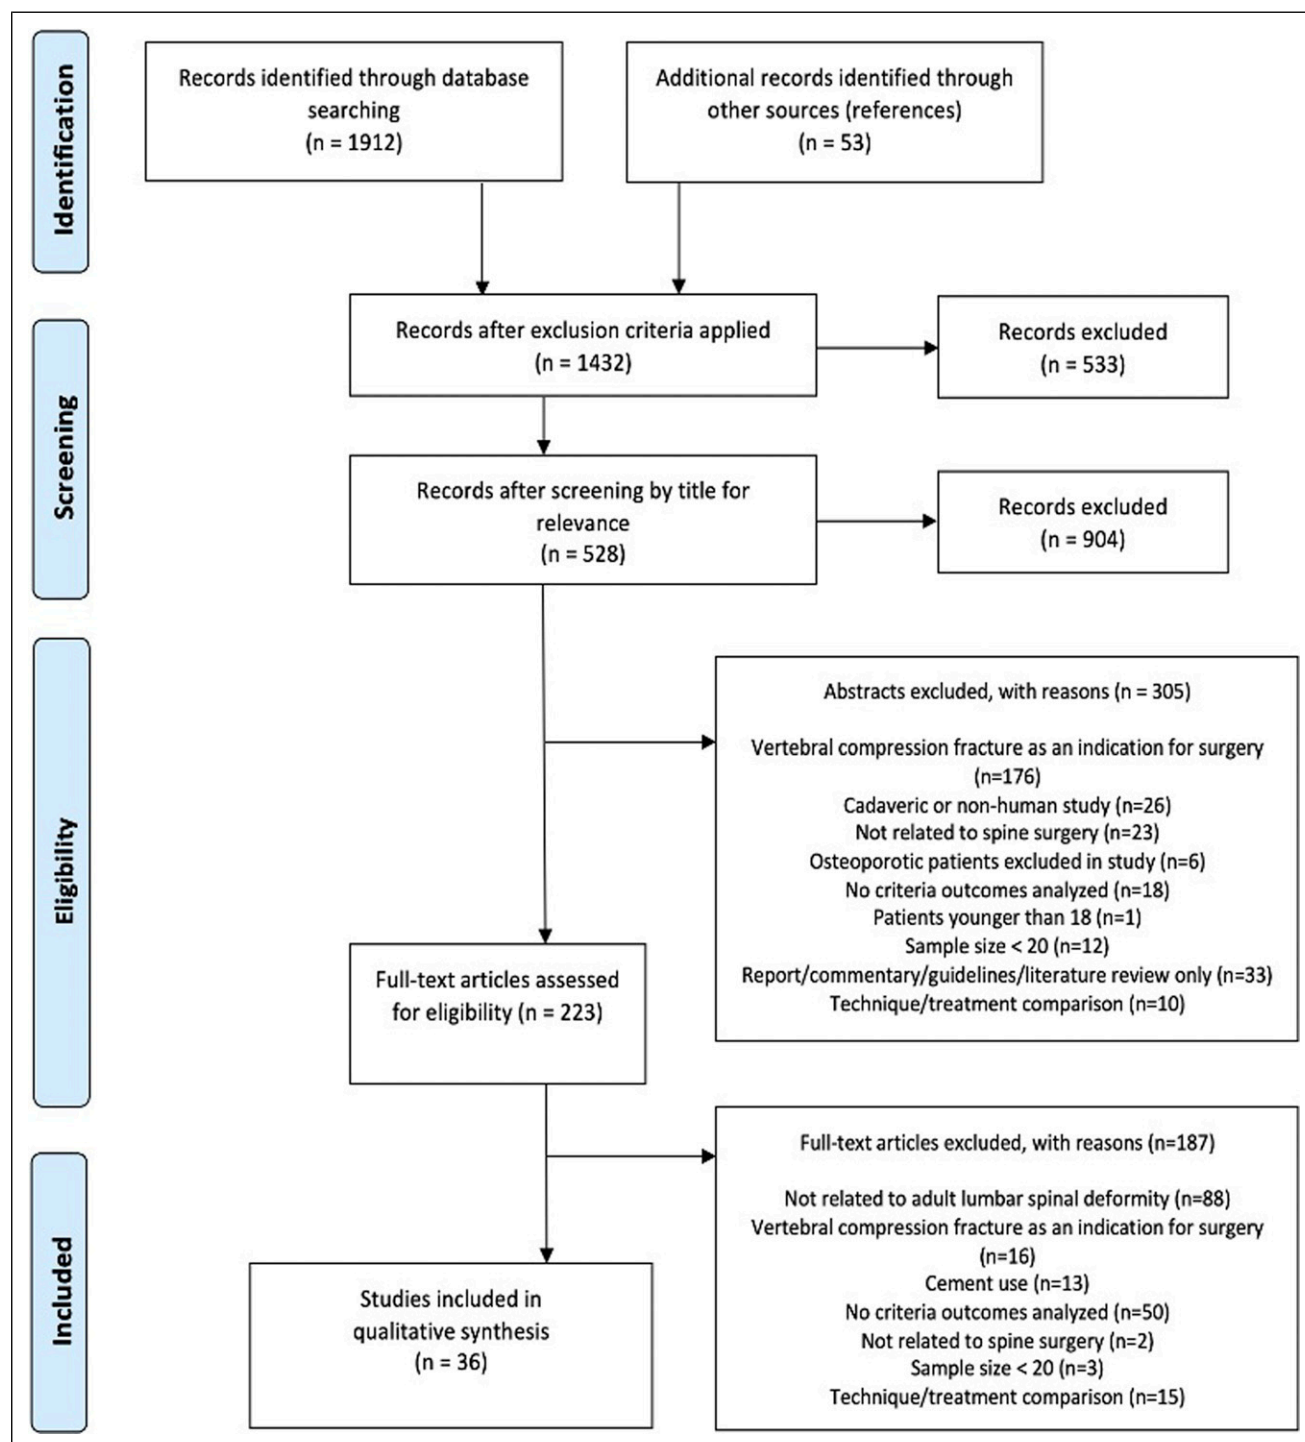 Identification
Records identified through database
searching
(n = 1912)
Additional records identified through
other sources (references)
(n = 53)
Screening
Records after exclusion criteria applied
(n = 1432)
Records excluded
(n = 533)
Records after screening by title for
relevance
(n = 528)
Records excluded
(n = 904)
Eligibility
Abstracts excluded, with reasons (n = 305)
Vertebral compression fracture as an indication for surgery
(n=176)
Cadaveric or non-human study (n=26)
Not related to spine surgery (n=23)
Osteoporotic patients excluded in study (n=6)
No criteria outcomes analyzed (n=18)
Patients younger than 18 (n=1)
Sample size < 20 (n=12)
Report/commentary/guidelines/literature review only (n=33)
Technique/treatment comparison (n=10)
Full-text articles assessed
for eligibility (n = 223)
Full-text articles excluded, with reasons (n=187)
Not related to adult lumbar spinal deformity (n=88)
Vertebral compression fracture as an indication for surgery
(n=16)
Cement use (n=13)
No criteria outcomes analyzed (n=50)
Not related to spine surgery (n=2)
Sample size < 20 (n=3)
Technique/treatment comparison (n=15)
Included
Studies included in
qualitative synthesis
(n = 36)